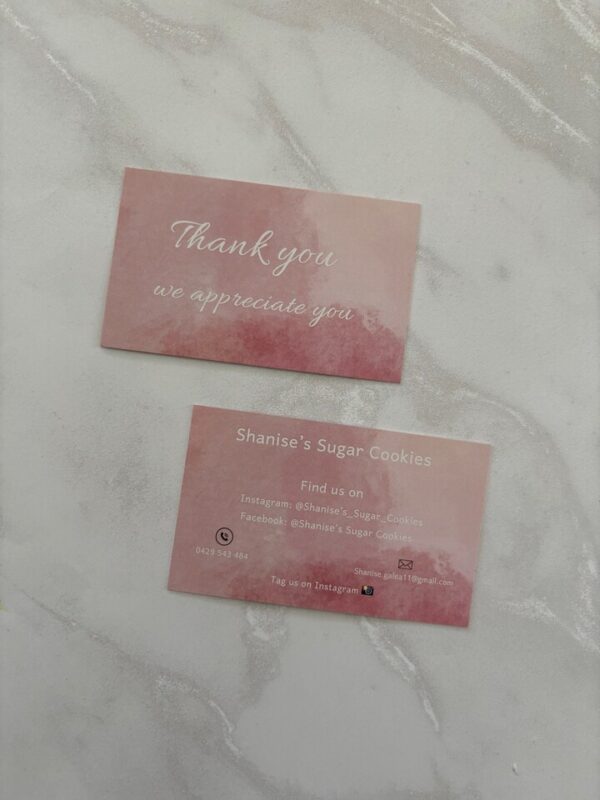 Thank you
we appreciate you
Shanise's Sugar Cookies
Find us on
Instagram: @Shanise's_Sugar_Cookies
Facebook: @Shanise's Sugar Cookies
0429 543 484
Shanise.galea11@gmail.com
Tag us on Instagram